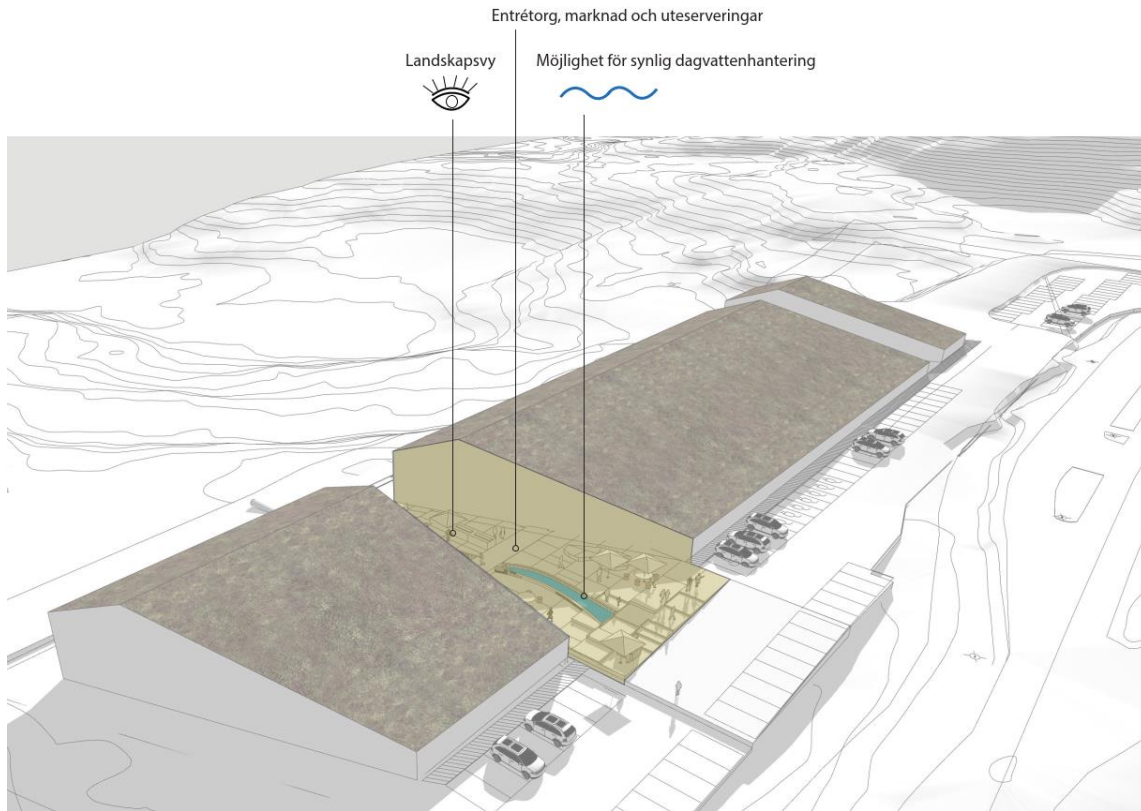 Entrétorg, marknad och uteserveringar
Landskapsvy
Möjlighet för synlig dagvattenhantering